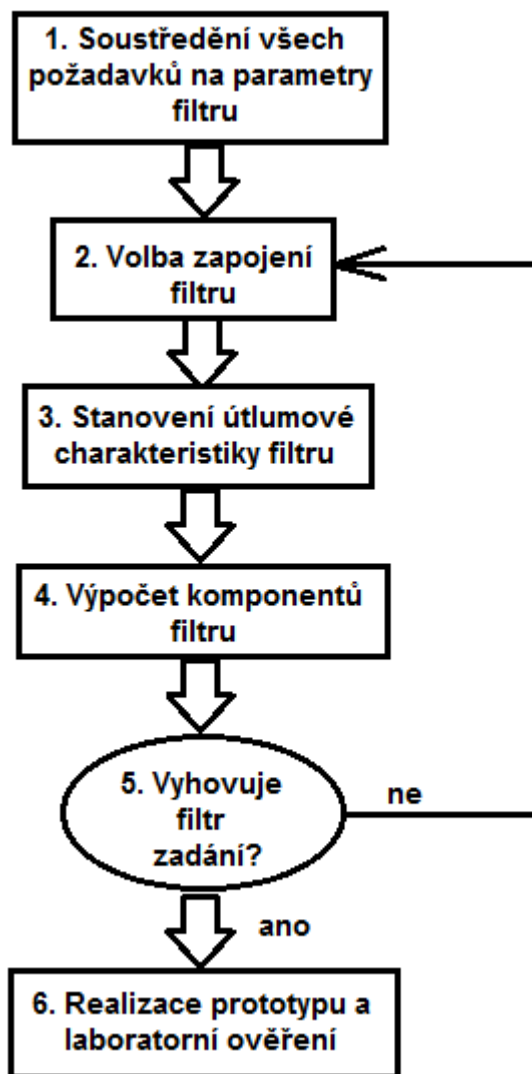 1. Soustředění všech
požadavků na parametry
filtru
2. Volba zapojení
filtru
3. Stanovení útlumové
charakteristiky filtru
4. Výpočet komponentů
filtru
5. Vyhovuje
filtr
zadání?
ne
ano
6. Realizace prototypu a
laboratorní ověření